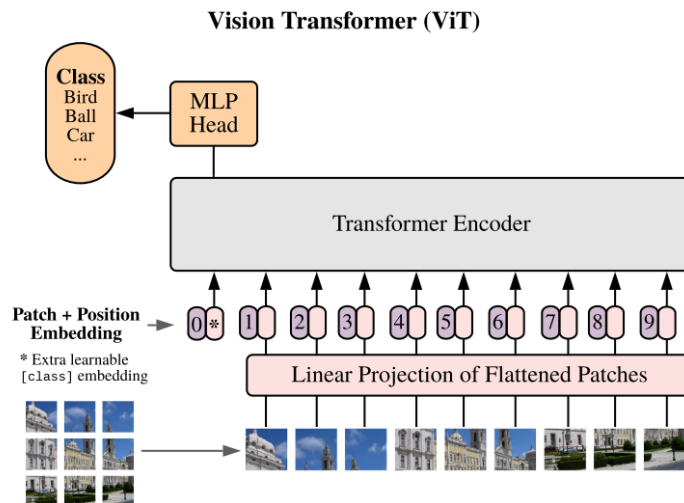 Vision Transformer (ViT)
Class
Bird
Ball
Car
...
MLP
Head
Transformer Encoder
Patch + Position
Embedding
0 * 1 2 3 4 5 6 7 8 9
* Extra learnable
[class] embedding
Linear Projection of Flattened Patches